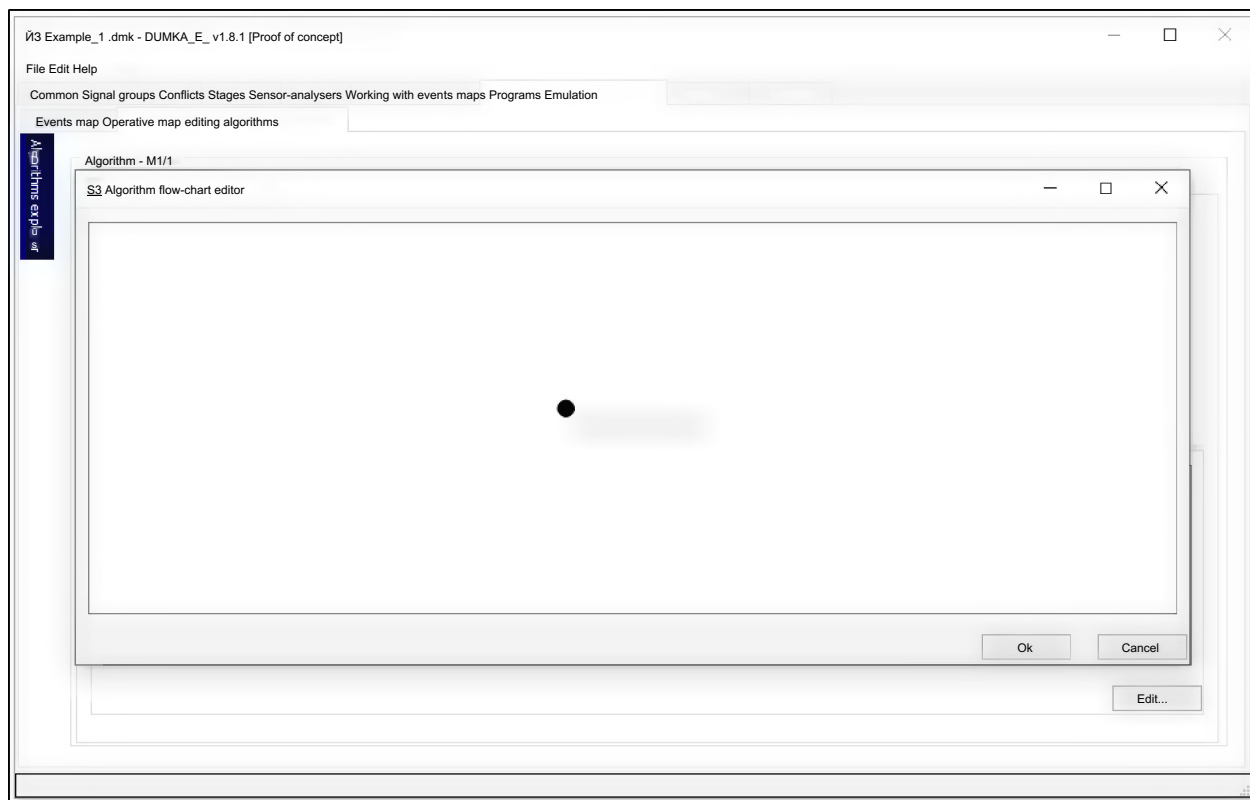 ЙЗ Example_1 .dmk - DUMKA_E_ v1.8.1 [Proof of concept]
File Edit Help
Common Signal groups Conflicts Stages Sensor-analysers Working with events maps Programs Emulation
Events map Operative map editing algorithms
Algorithm - M1/1
S3 Algorithm flow-chart editor
Ok Cancel
Edit...